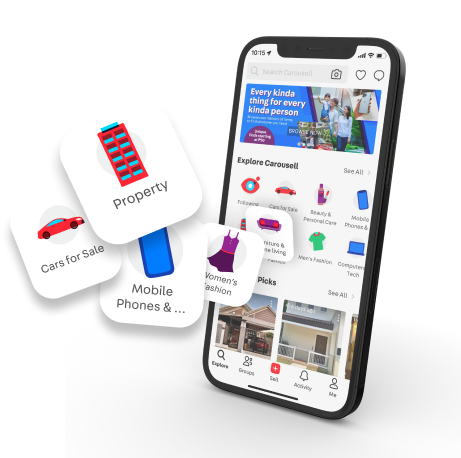 10:15
Search Carousell
Every kinda
thing for every
kinda person
BROWSE NOW
Explore Carousell
See All
Following
Cars for Sale
Beauty &
Personal Care
Mobile
Phones &
Property
Cars for Sale
Mobile
Phones & ...
Women's
Fashion
Men's Fashion
Computers
Tech
Picks
See All
Explore
Groups
Sell
Activity
Me